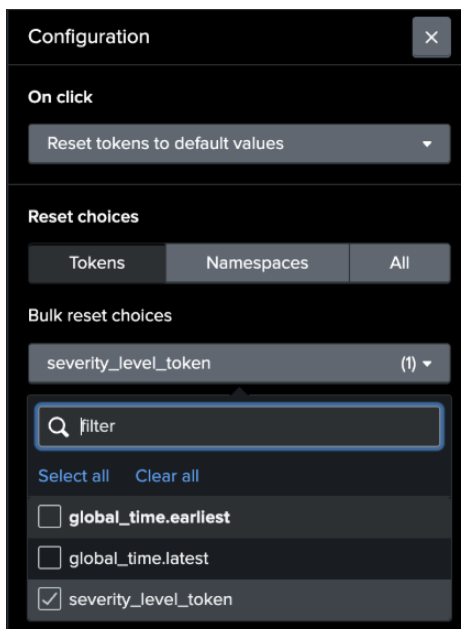 Configuration
On click
Reset tokens to default values
Reset choices
Tokens Namespaces All
Bulk reset choices
severity_level_token (1)
filter
Select all Clear all
global_time.earliest
global_time.latest
severity_level_token